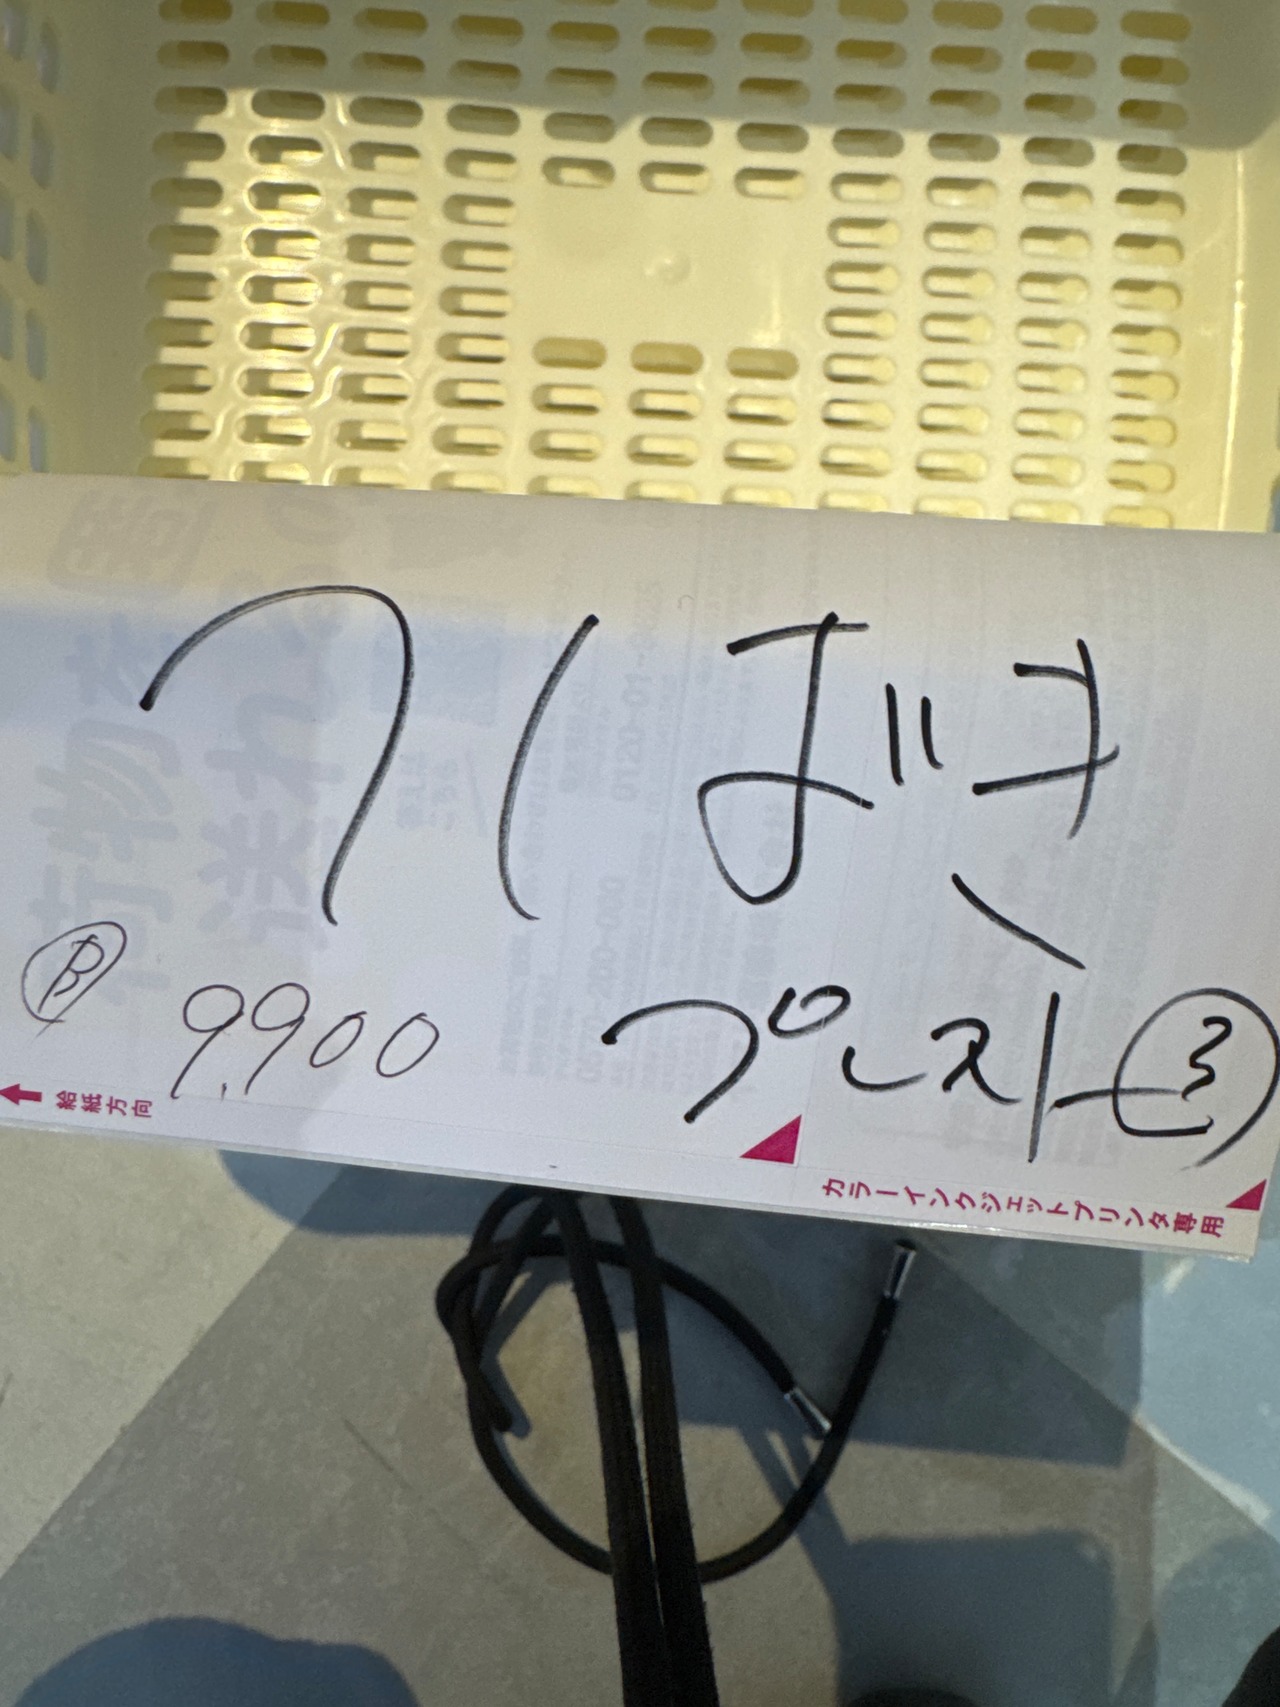 つばき
Ⓑ 9,900 プレスト③
給紙方向
カラーインクジェットプリンタ専用